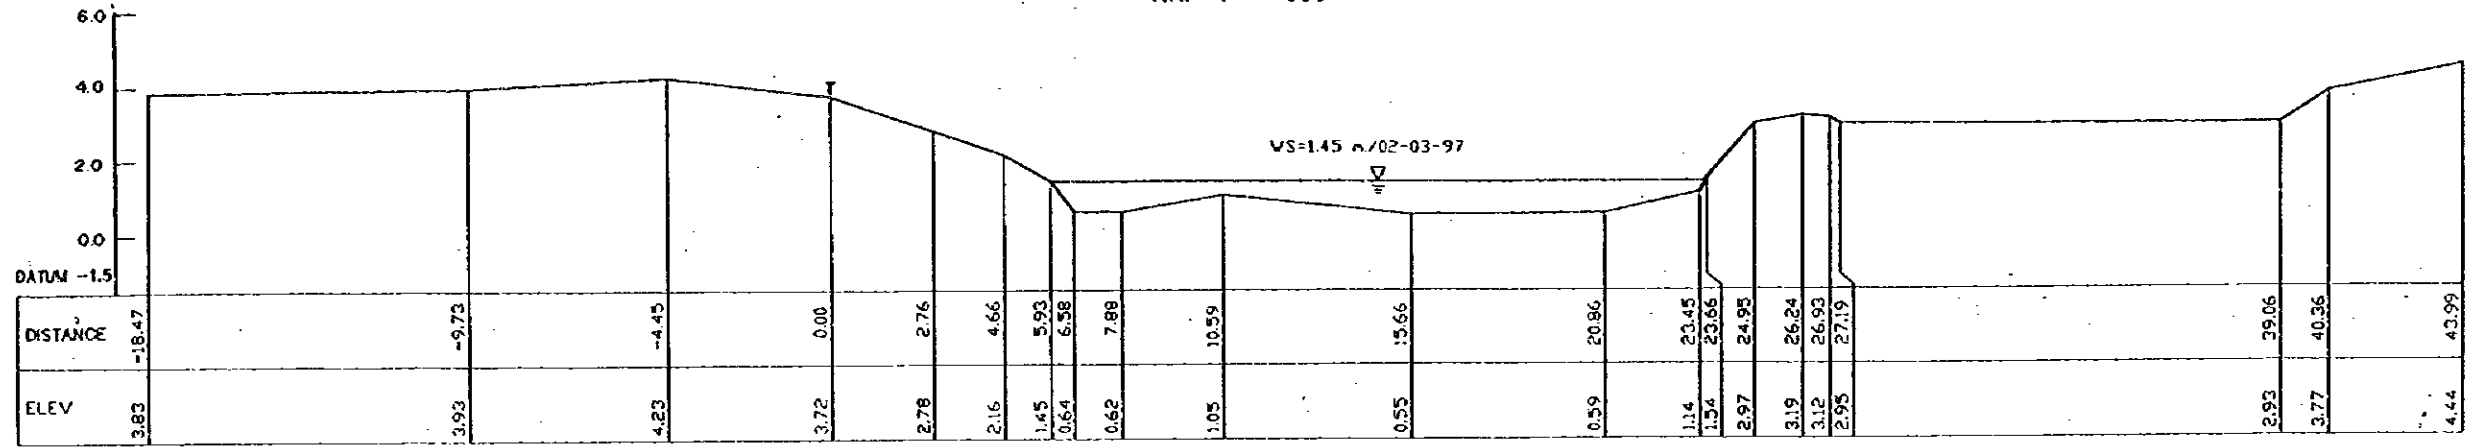 6.0
4.0
2.0
0.0
WS=1.45 m/02-03-97
DATUM -1.5
DISTANCE -18.47 -9.73 -4.45 0.00 2.76 4.66 5.93 6.58 7.88 10.59 15.66 20.86 23.45 23.66 24.95 26.24 26.93 27.19 39.06 40.36 43.99
ELEV 3.83 3.93 4.23 3.72 2.78 2.16 1.45 0.64 0.62 1.05 0.55 0.59 1.14 1.54 2.97 3.19 3.12 2.95 2.93 3.77 4.44